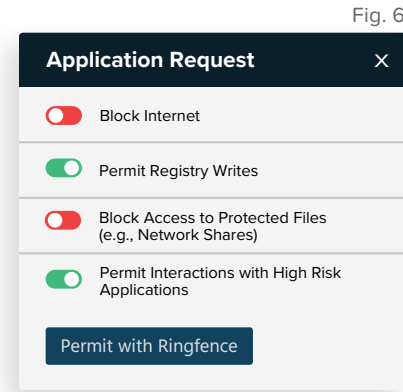 Fig. 6
Application Request X
Block Internet
Permit Registry Writes
Block Access to Protected Files
(e.g., Network Shares)
Permit Interactions with High Risk
Applications
Permit with Ringfence